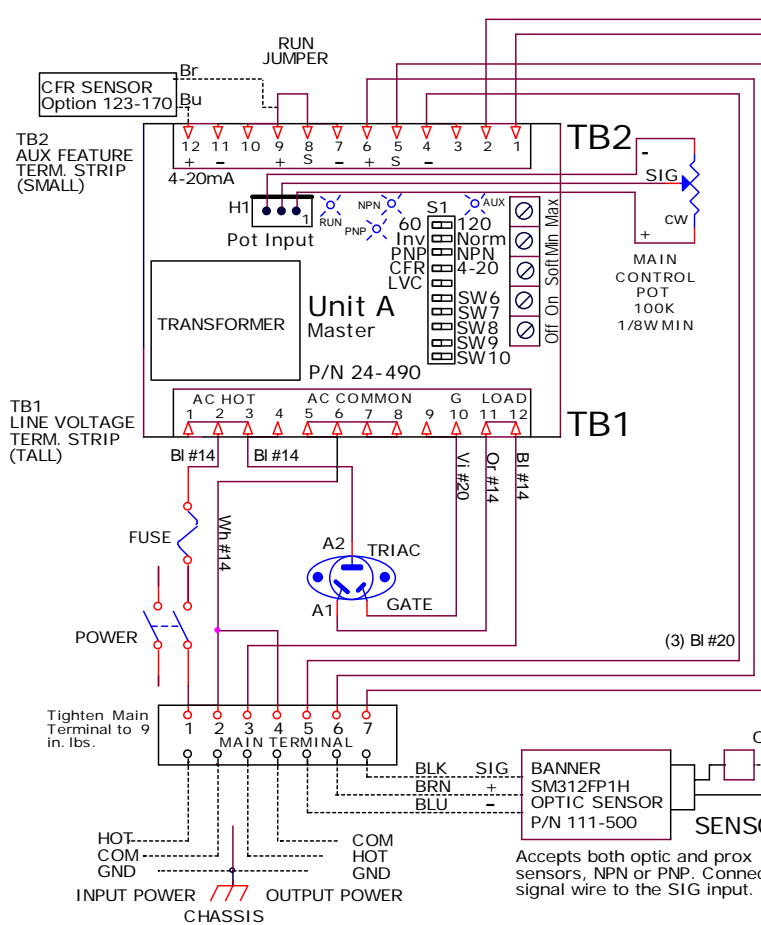 RUN
JUMPER
Br
CFR SENSOR
Option 123-170
Bu
TB2
AUX FEATURE
TERM. STRIP
(SMALL)
12 11 10 9 8 7 6 5 4 3 2 1
+ – + S – + S –
4-20mA
TB2
-
SIG
CW
+
MAIN
CONTROL
POT
100K
1/8W MIN
H1
1
Pot Input
RUN
NPN
PNP
AUX
S1
60 120
Inv Norm
PNP NPN
CFR 4-20
LVC
SW6
SW7
SW8
SW9
SW10
Off On Soft Min Max
TRANSFORMER
Unit A
Master
P/N 24-490
TB1
LINE VOLTAGE
TERM. STRIP
(TALL)
AC HOT AC COMMON G LOAD
1 2 3 4 5 6 7 8 9 10 11 12
TB1
Bl #14
Bl #14
Vi #20
Or #14
Bl #14
Wh #14
FUSE
A2
TRIAC
A1
GATE
POWER
(3) Bl #20
Tighten Main
Terminal to 9
in. lbs.
1 2 3 4 5 6 7
MAIN TERMINAL
BLK SIG
BRN +
BLU –
BANNER
SM312FP1H
OPTIC SENSOR
P/N 111-500
SENSO
Accepts both optic and prox
sensors, NPN or PNP. Connec
signal wire to the SIG input.
HOT
COM
GND
COM
HOT
GND
INPUT POWER
OUTPUT POWER
CHASSIS